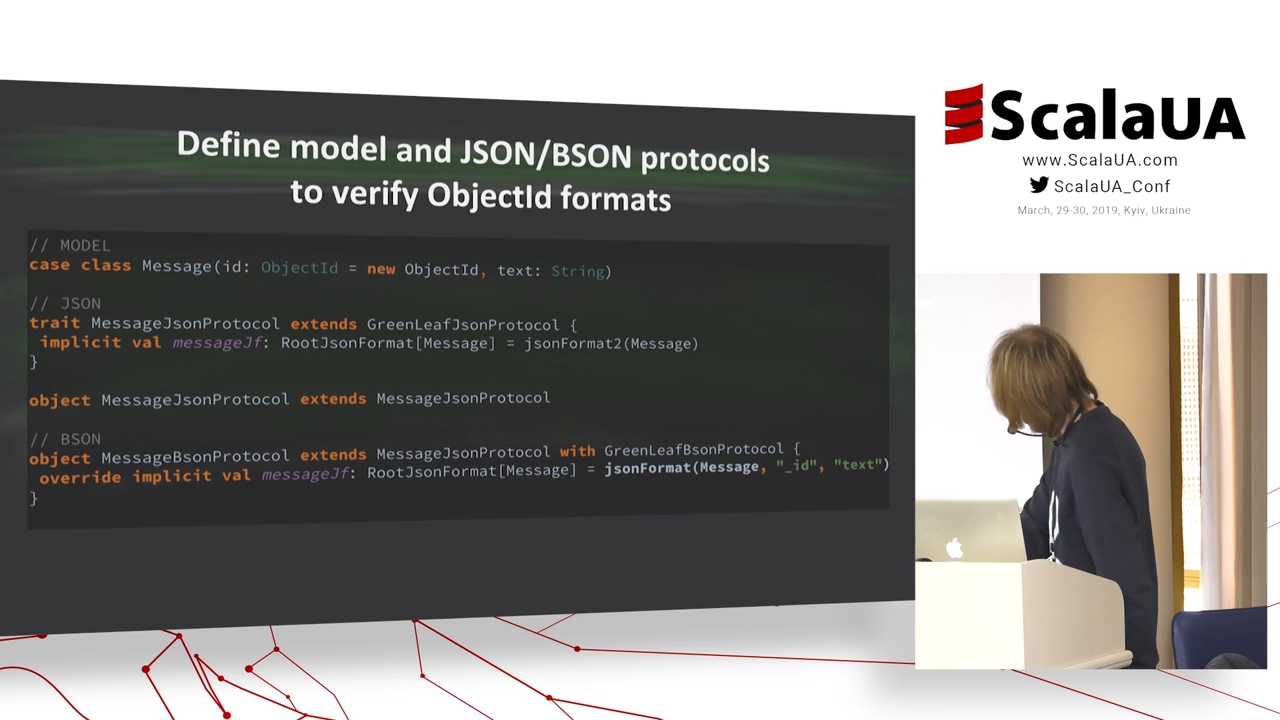 Define model and JSON/BSON protocols
to verify ObjectId formats
// MODEL
case class Message(id: ObjectId = new ObjectId, text: String)
// JSON
trait MessageJsonProtocol extends GreenLeafJsonProtocol {
implicit val messageJf: RootJsonFormat[Message] = jsonFormat2(Message)
}
object MessageJsonProtocol extends MessageJsonProtocol
// BSON
object MessageBsonProtocol extends MessageJsonProtocol with GreenLeafBsonProtocol {
override implicit val messageJf: RootJsonFormat[Message] = jsonFormat(Message, "_id", "text")
}
ScalaUA
www.ScalaUA.com
ScalaUA_Conf
March, 29-30, 2019, Kyiv, Ukraine